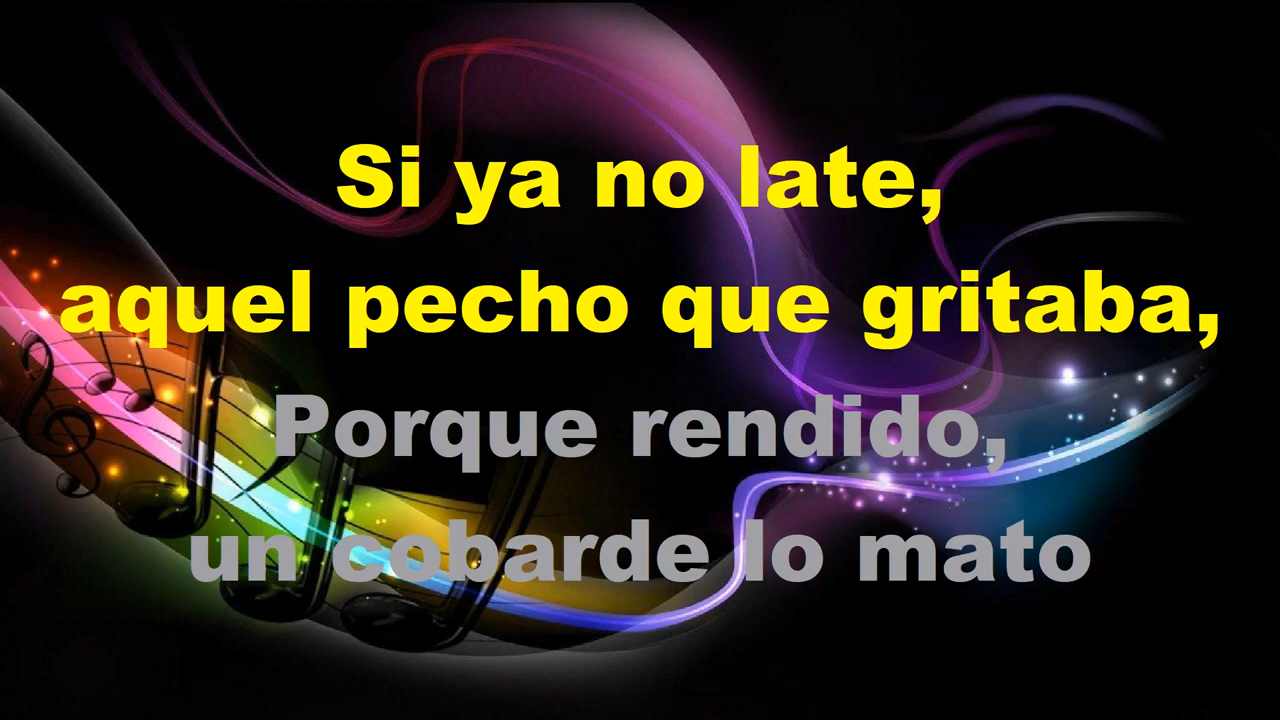 Si ya no late,
aquel pecho que gritaba,
Porque rendido,
un cobarde lo mato